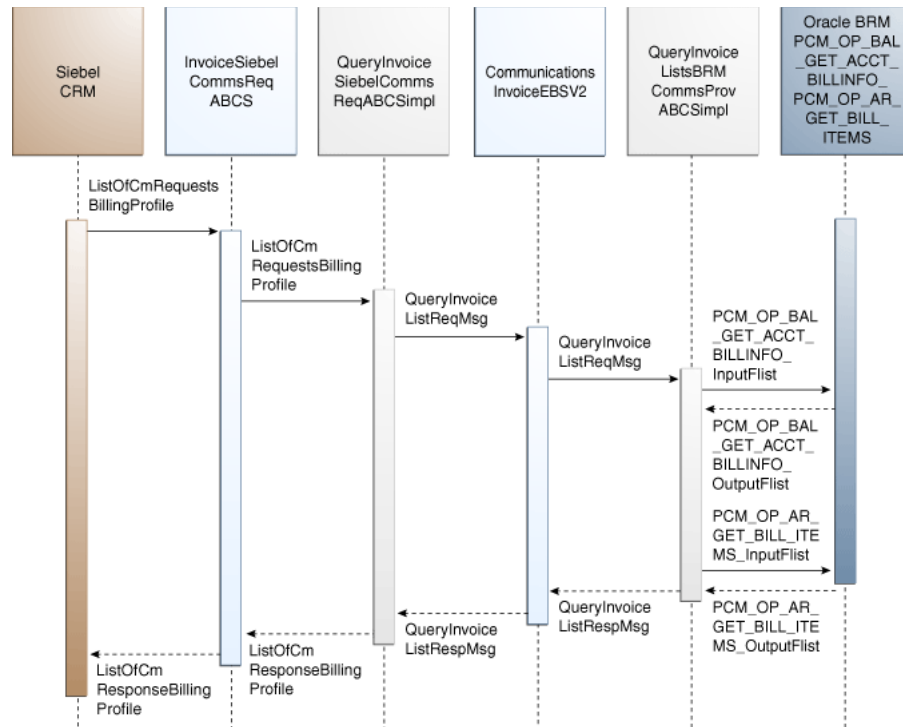 Siebel
CRM
InvoiceSiebel
CommsReq
ABCS
QueryInvoice
SiebelComms
ReqABCSimpl
Communications
InvoiceEBSV2
QueryInvoice
ListsBRM
CommsProv
ABCSimpl
Oracle BRM
PCM_OP_BAL
_GET_ACCT_
BILLINFO_
PCM_OP_AR_
GET_BILL_
ITEMS
ListOfCmRequests
BillingProfile
ListOfCm
RequestsBilling
Profile
QueryInvoice
ListReqMsg
QueryInvoice
ListReqMsg
PCM_OP_BAL
_GET_ACCT_
BILLINFO_
InputFlist
PCM_OP_BAL
_GET_ACCT_
BILLINFO_
OutputFlist
PCM_OP_AR_
GET_BILL_ITE
MS_InputFlist
PCM_OP_AR_
GET_BILL_ITE
MS_OutputFlist
QueryInvoice
ListRespMsg
QueryInvoice
ListRespMsg
ListOfCm
ResponseBilling
Profile
ListOfCm
ResponseBilling
Profile